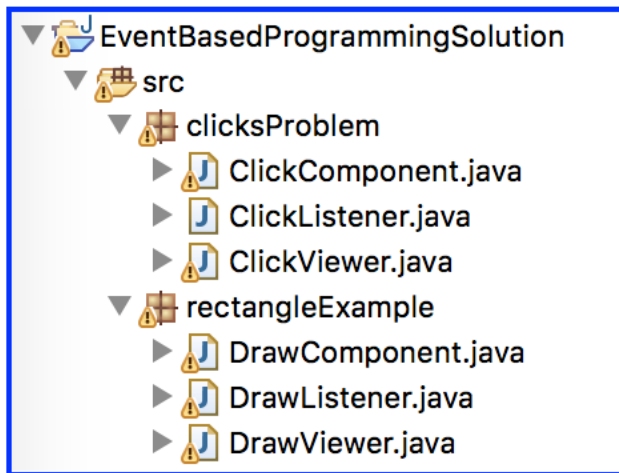 EventBasedProgrammingSolution
src
clicksProblem
ClickComponent.java
ClickListener.java
ClickViewer.java
rectangleExample
DrawComponent.java
DrawListener.java
DrawViewer.java